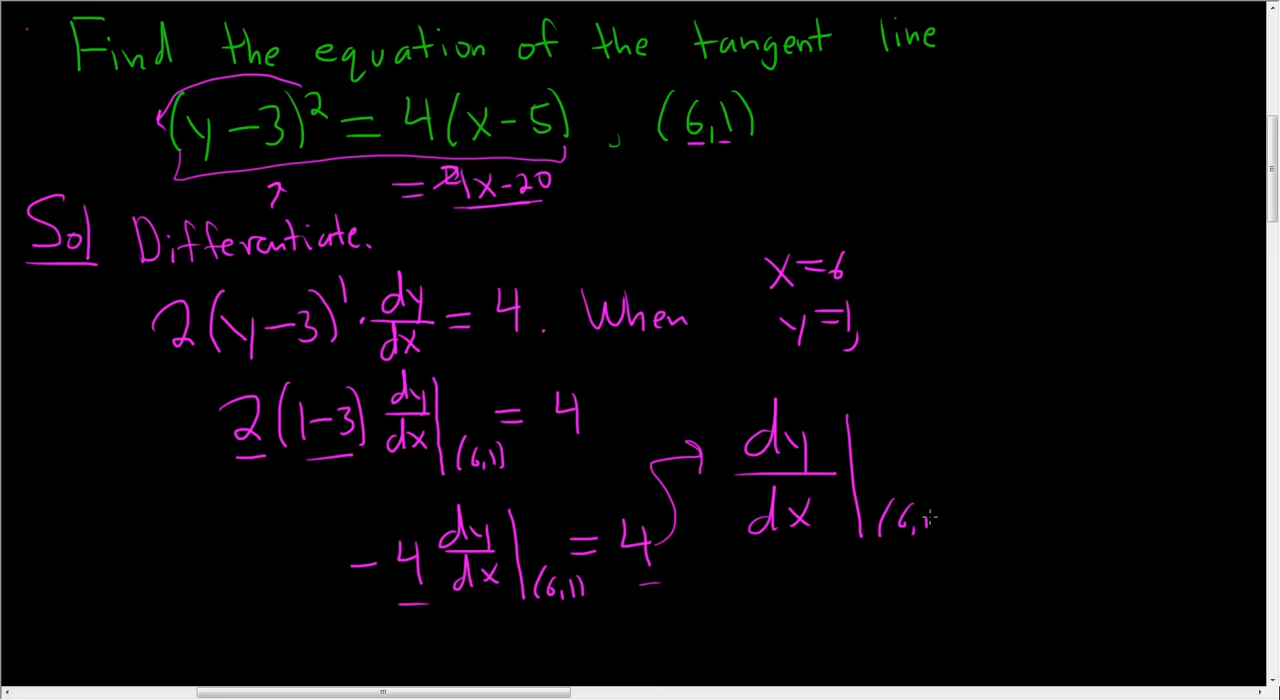 Find the equation of the tangent line
(y-3)² = 4(x-5), (6,1)
= 4x-20
Sol Differentiate.
2(y-3)¹ · dy/dx = 4. When x=6 y=1,
2(1-3) dy/dx |(6,1) = 4
-4 dy/dx |(6,1) = 4
dy/dx |(6,1